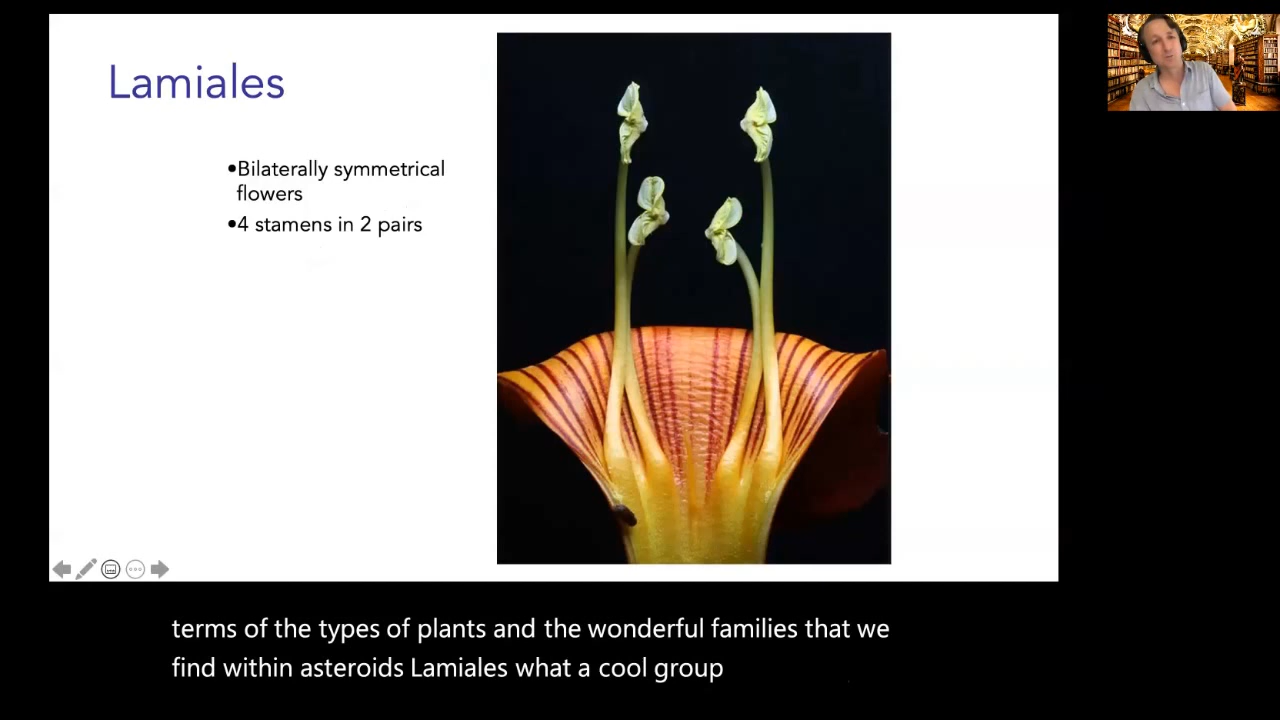 Lamiales
•Bilaterally symmetrical
flowers
•4 stamens in 2 pairs
terms of the types of plants and the wonderful families that we
find within asteroids Lamiales what a cool group